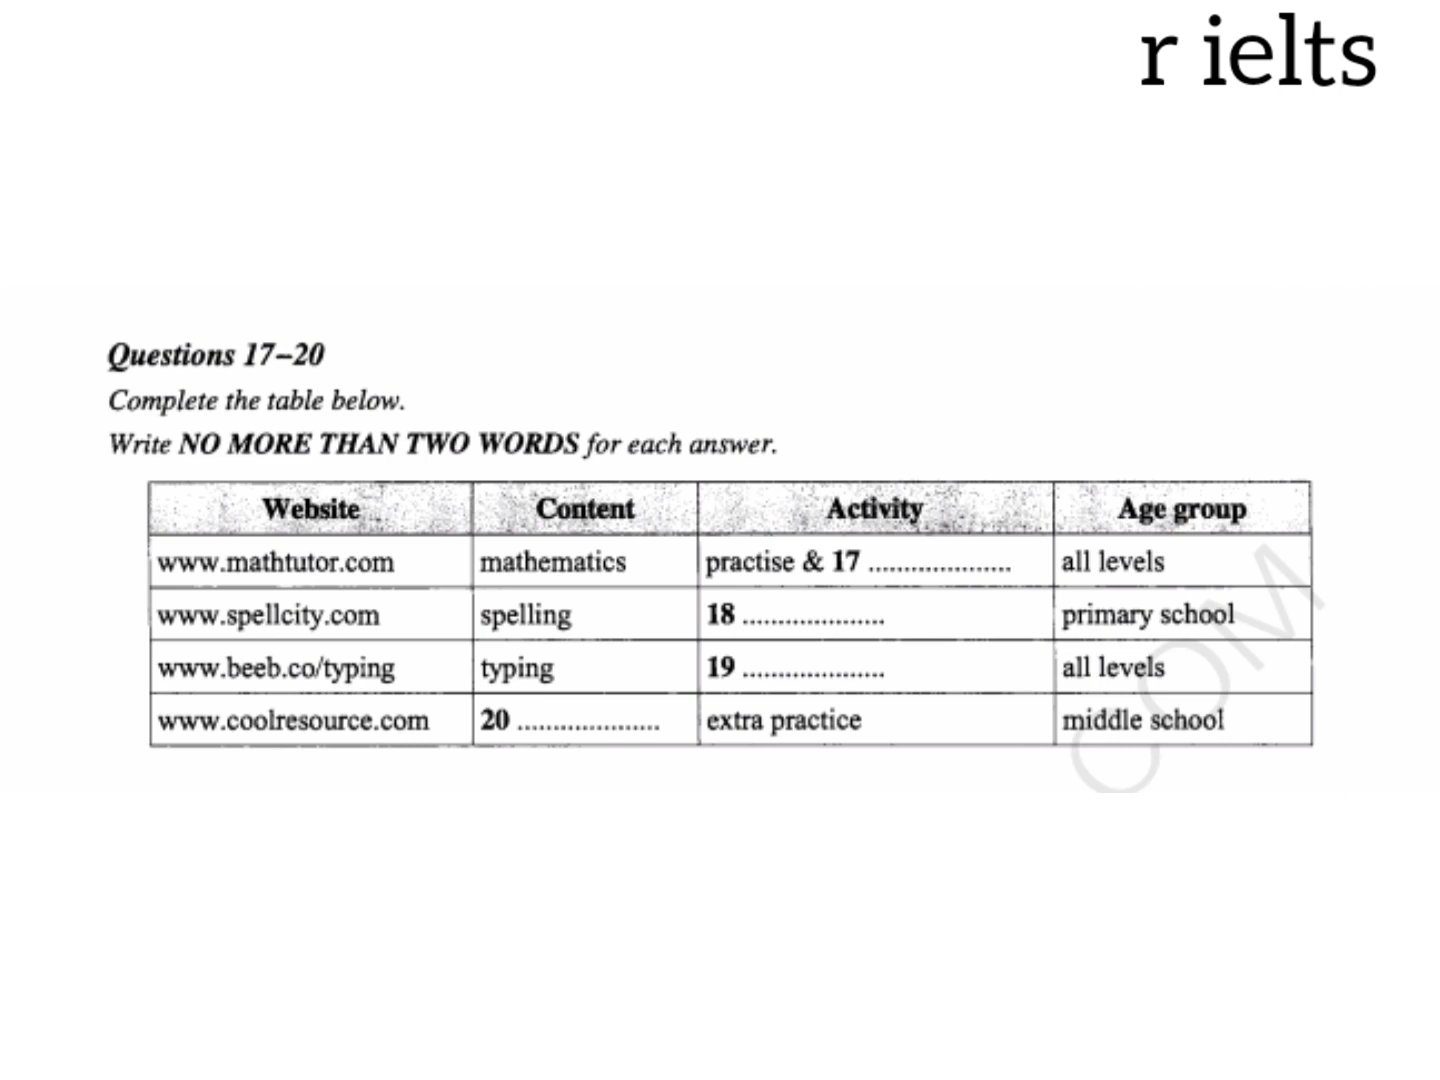 r ielts
Questions 17–20
Complete the table below.
Write NO MORE THAN TWO WORDS for each answer.
Website Content Activity Age group
www.mathtutor.com mathematics practise & 17 .................... all levels
www.spellcity.com spelling 18 .................... primary school
www.beeb.co/typing typing 19 .................... all levels
www.coolresource.com 20 .................... extra practice middle school
COM